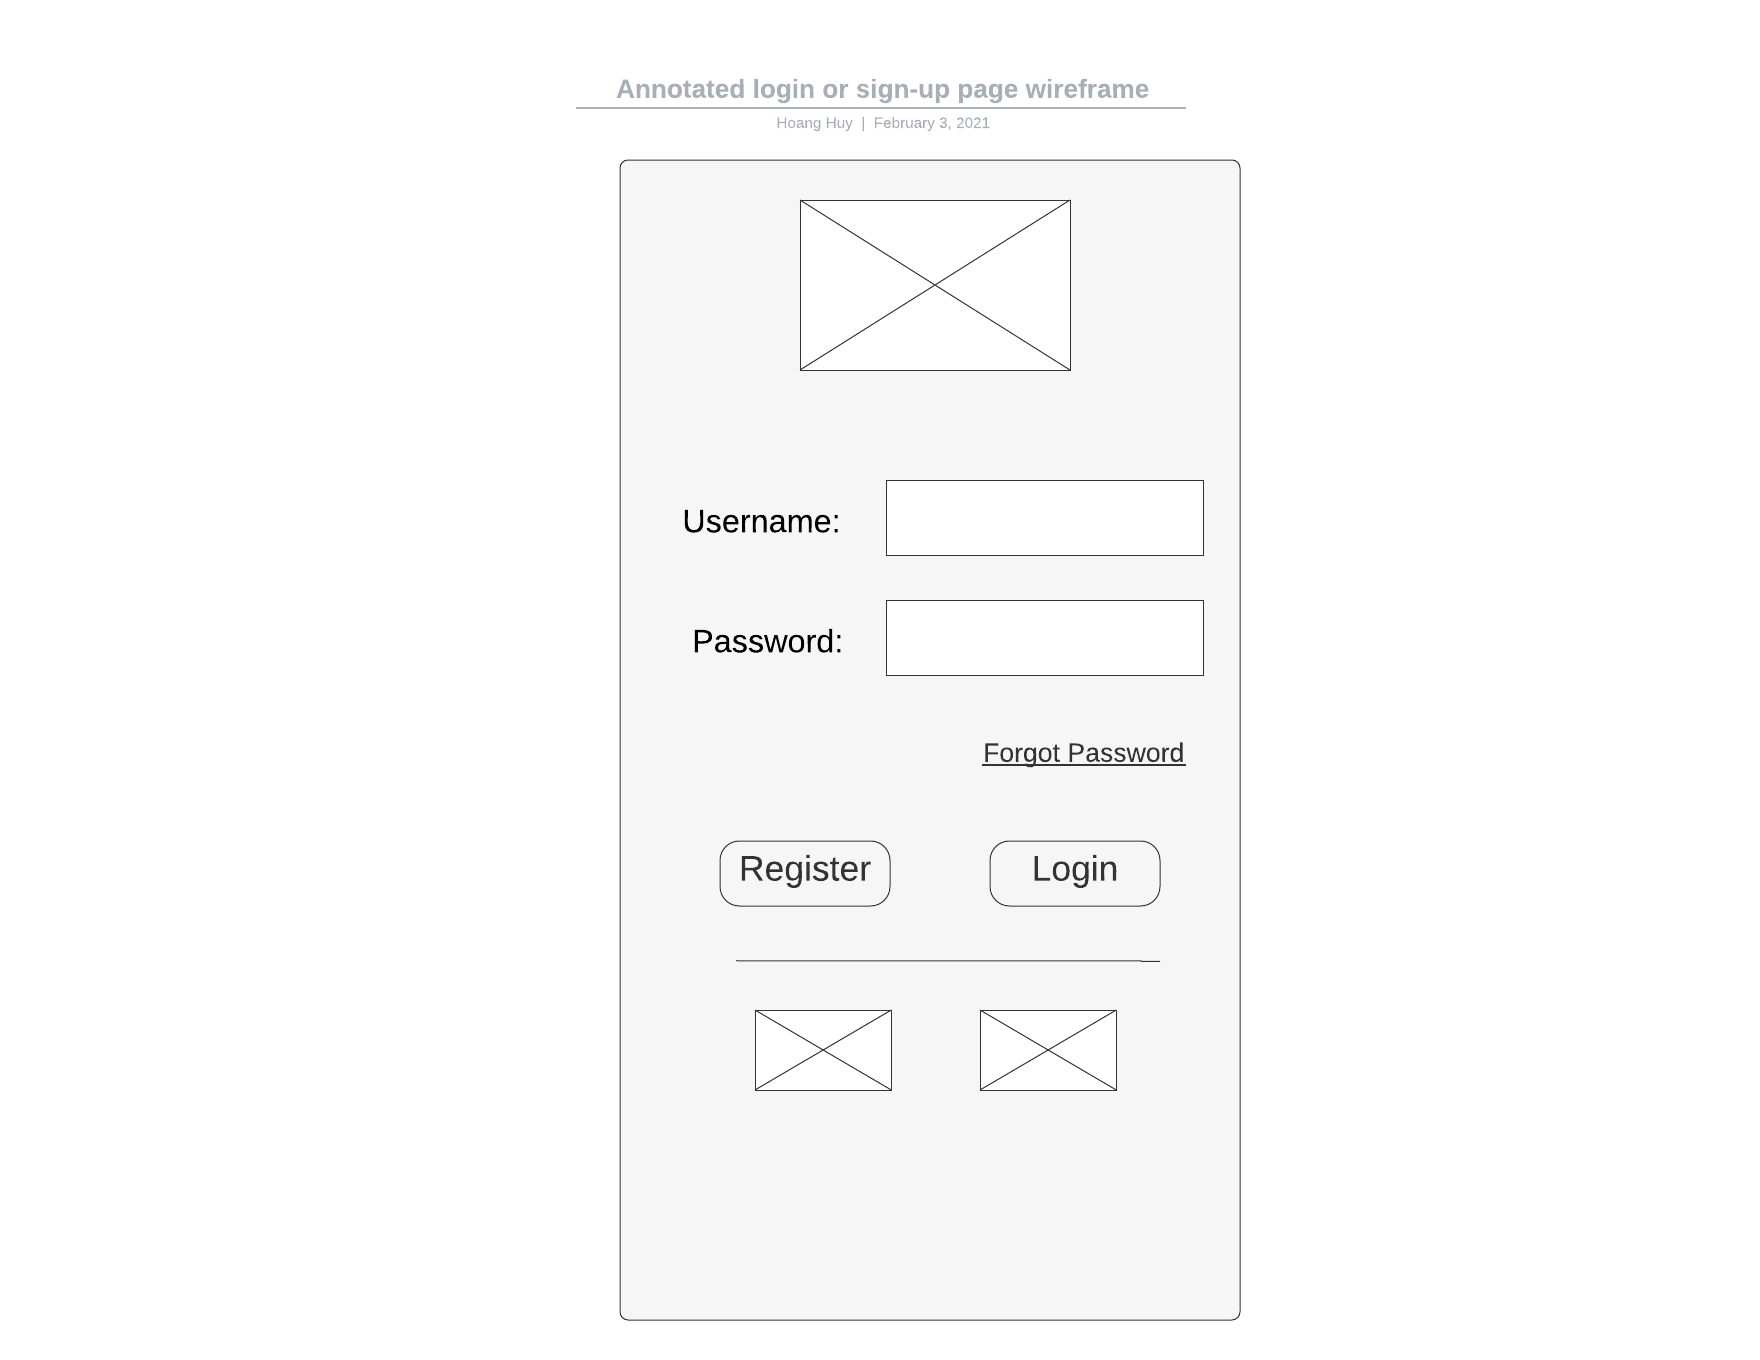 Annotated login or sign-up page wireframe
Hoang Huy | February 3, 2021
Username:
Password:
Forgot Password
Register
Login